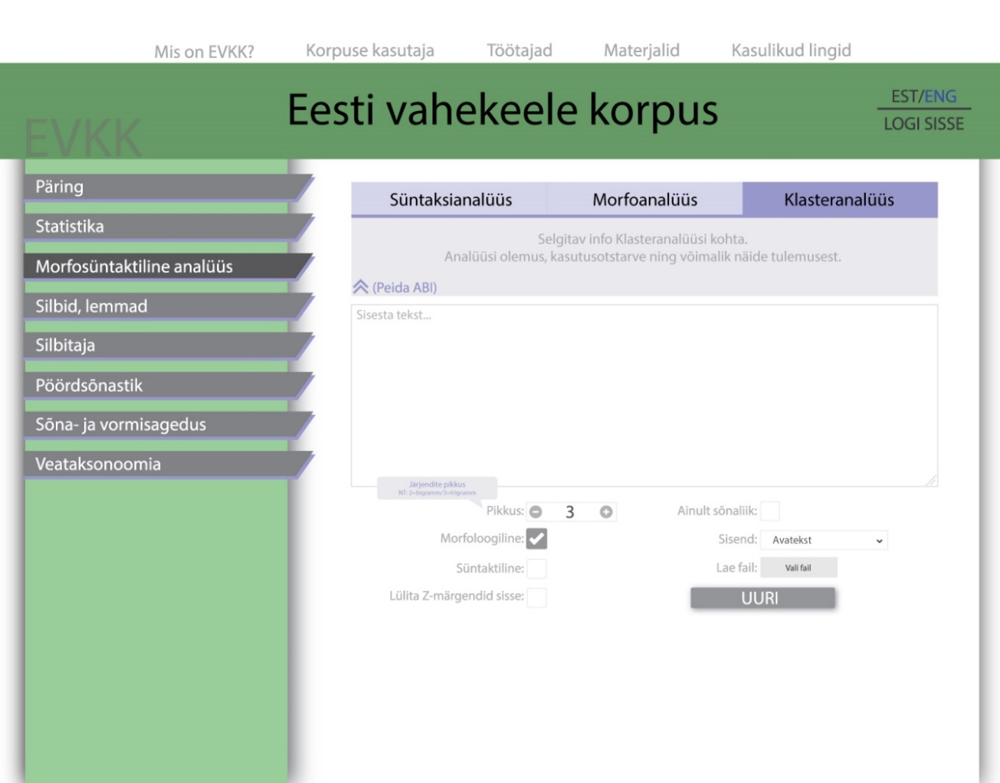 Mis on EVKK?
Korpuse kasutaja
Töötajad
Materjalid
Kasulikud lingid
EVKK
Eesti vahekeele korpus
EST/ENG
LOGI SISSE
Päring
Statistika
Morfosüntaktiline analüüs
Silbid, lemmad
Silbitaja
Pöördsõnastik
Sõna- ja vormisagedus
Veataksonoomia
Süntaksianalüüs
Morfoanalüüs
Klasteranalüüs
Selgitav info Klasteranalüüsi kohta.
Analüüsi olemus, kasutusotstarve ning võimalik näide tulemusest.
(Peida ABI)
Sisesta tekst...
Järjendite pikkus
NT: 2=bigramm/3=trigramm
Pikkus: 3
Morfoloogiline:
Süntaktiline:
Lülita Z-märgendid sisse:
Ainult sõnaliik:
Sisend: Avatekst
Lae fail: Vali fail
UURI